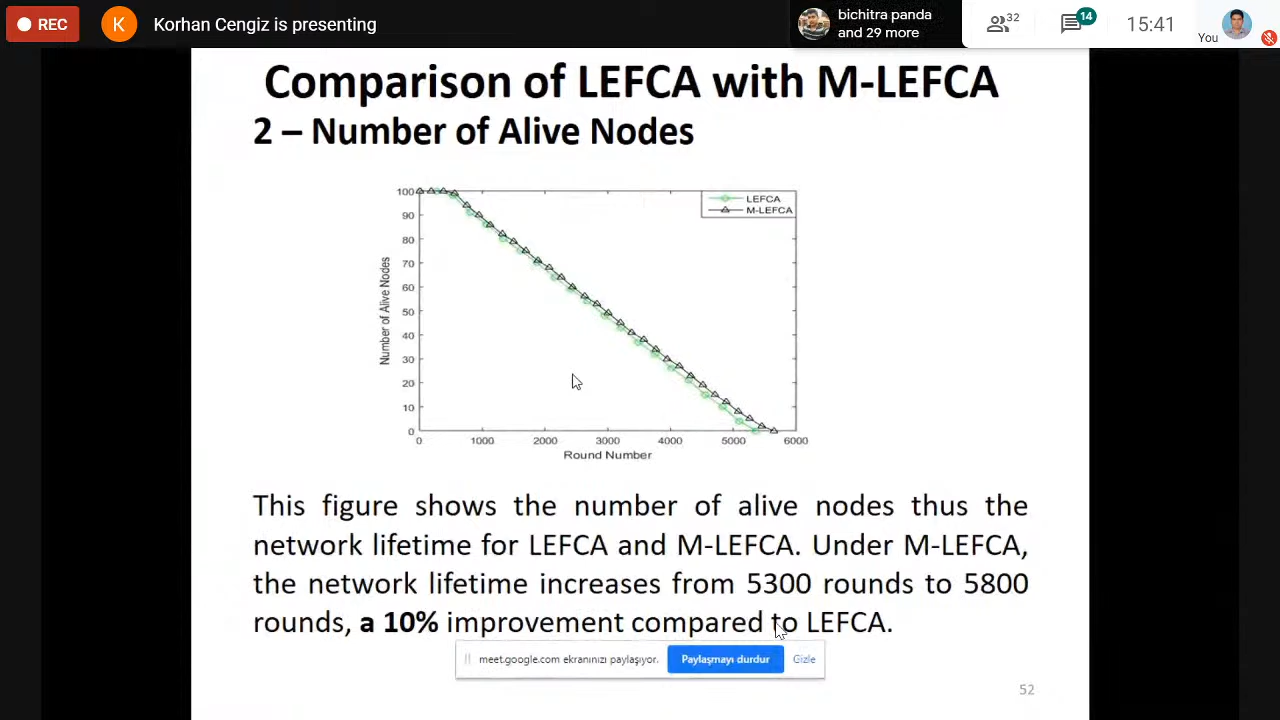 REC
K
Korhan Cengiz is presenting
bichitra panda
and 29 more
32
14
15:41
You
Comparison of LEFCA with M-LEFCA
2 – Number of Alive Nodes
LEFCA
M-LEFCA
100
90
80
70
60
50
40
30
20
10
0
Number of Alive Nodes
0 1000 2000 3000 4000 5000 6000
Round Number
This figure shows the number of alive nodes thus the
network lifetime for LEFCA and M-LEFCA. Under M-LEFCA,
the network lifetime increases from 5300 rounds to 5800
rounds, a 10% improvement compared to LEFCA.
meet.google.com ekranınızı paylaşıyor. Paylaşmayı durdur Gizle
52